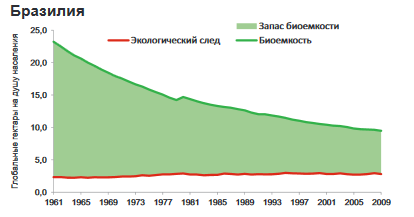 Бразилия
Запас биоемкости
Экологический след
Биоемкость
Глобальные гектары на душу населения
25,0
20,0
15,0
10,0
5,0
0,0
1961 1965 1969 1973 1977 1981 1985 1989 1993 1997 2001 2005 2009